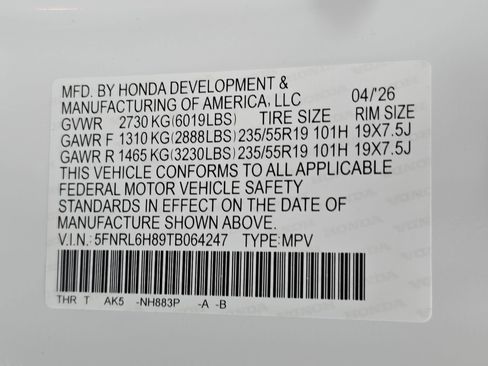 MFD. BY HONDA DEVELOPMENT &
MANUFACTURING OF AMERICA, LLC 04/'26
GVWR 2730 KG(6019LBS) TIRE SIZE RIM SIZE
GAWR F 1310 KG(2888LBS) 235/55R19 101H 19X7.5J
GAWR R 1465 KG(3230LBS) 235/55R19 101H 19X7.5J
THIS VEHICLE CONFORMS TO ALL APPLICABLE
FEDERAL MOTOR VEHICLE SAFETY
STANDARDS IN EFFECT ON THE DATE OF
MANUFACTURE SHOWN ABOVE.
V.I.N.: 5FNRL6H89TB064247 TYPE: MPV
THR T AK5 -NH883P -A -B